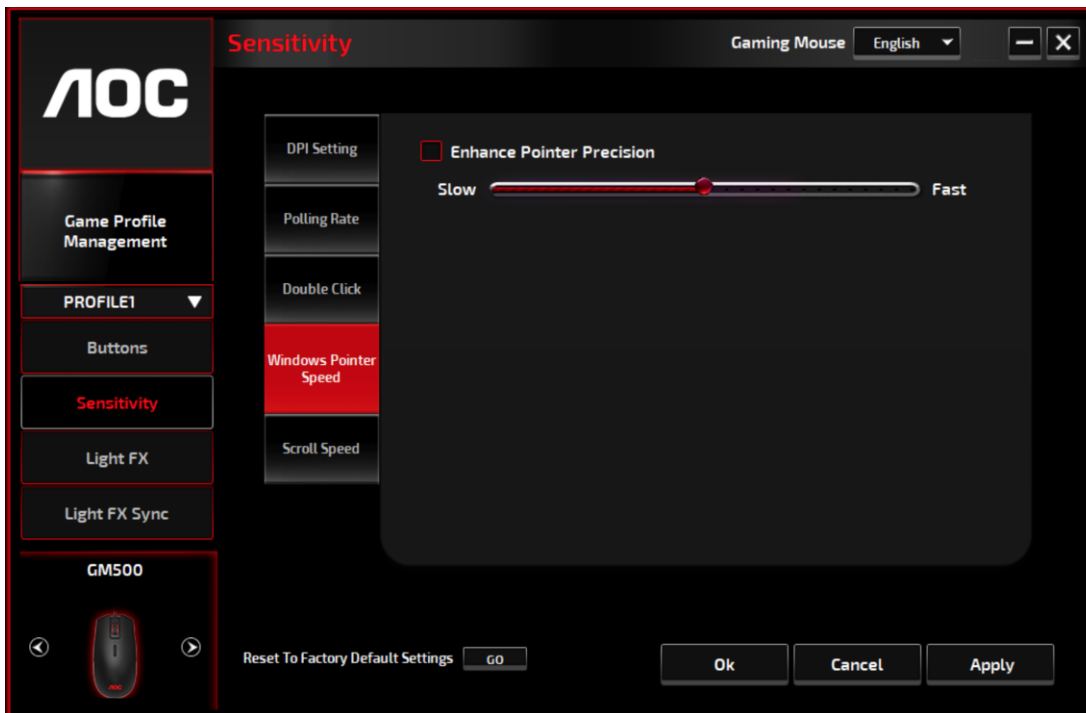 Sensitivity
Gaming Mouse English
AOC
Game Profile
Management
PROFILE1
Buttons
Sensitivity
Light FX
Light FX Sync
GM500
DPI Setting
Polling Rate
Double Click
Windows Pointer
Speed
Scroll Speed
Enhance Pointer Precision
Slow Fast
Reset To Factory Default Settings GO
Ok Cancel Apply